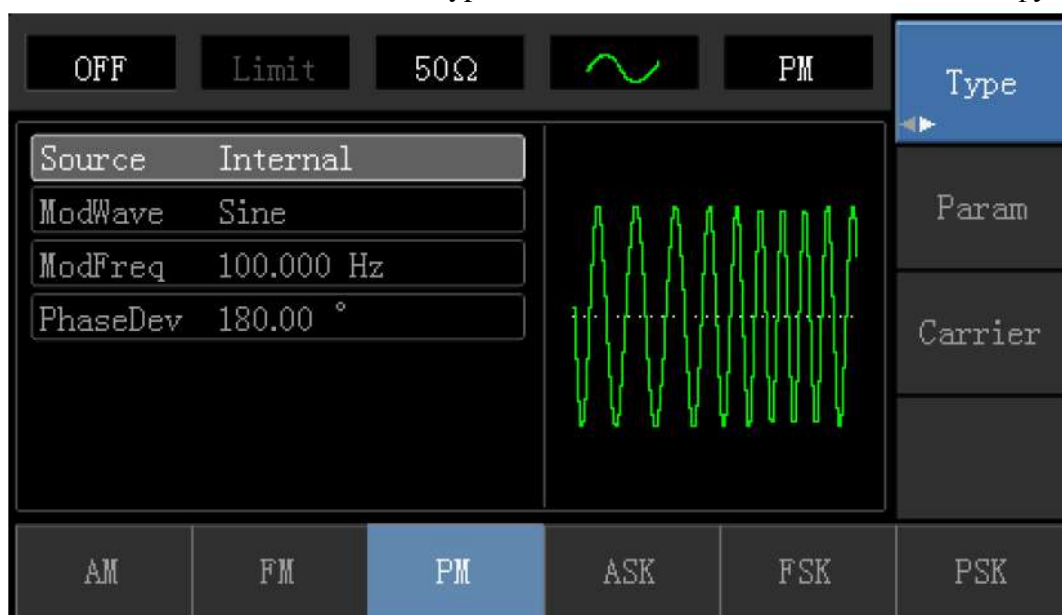 OFF Limit 50Ω PM
Type
Source Internal
ModWave Sine
ModFreq 100.000 Hz
PhaseDev 180.00 °
Param
Carrier
AM FM PM ASK FSK PSK